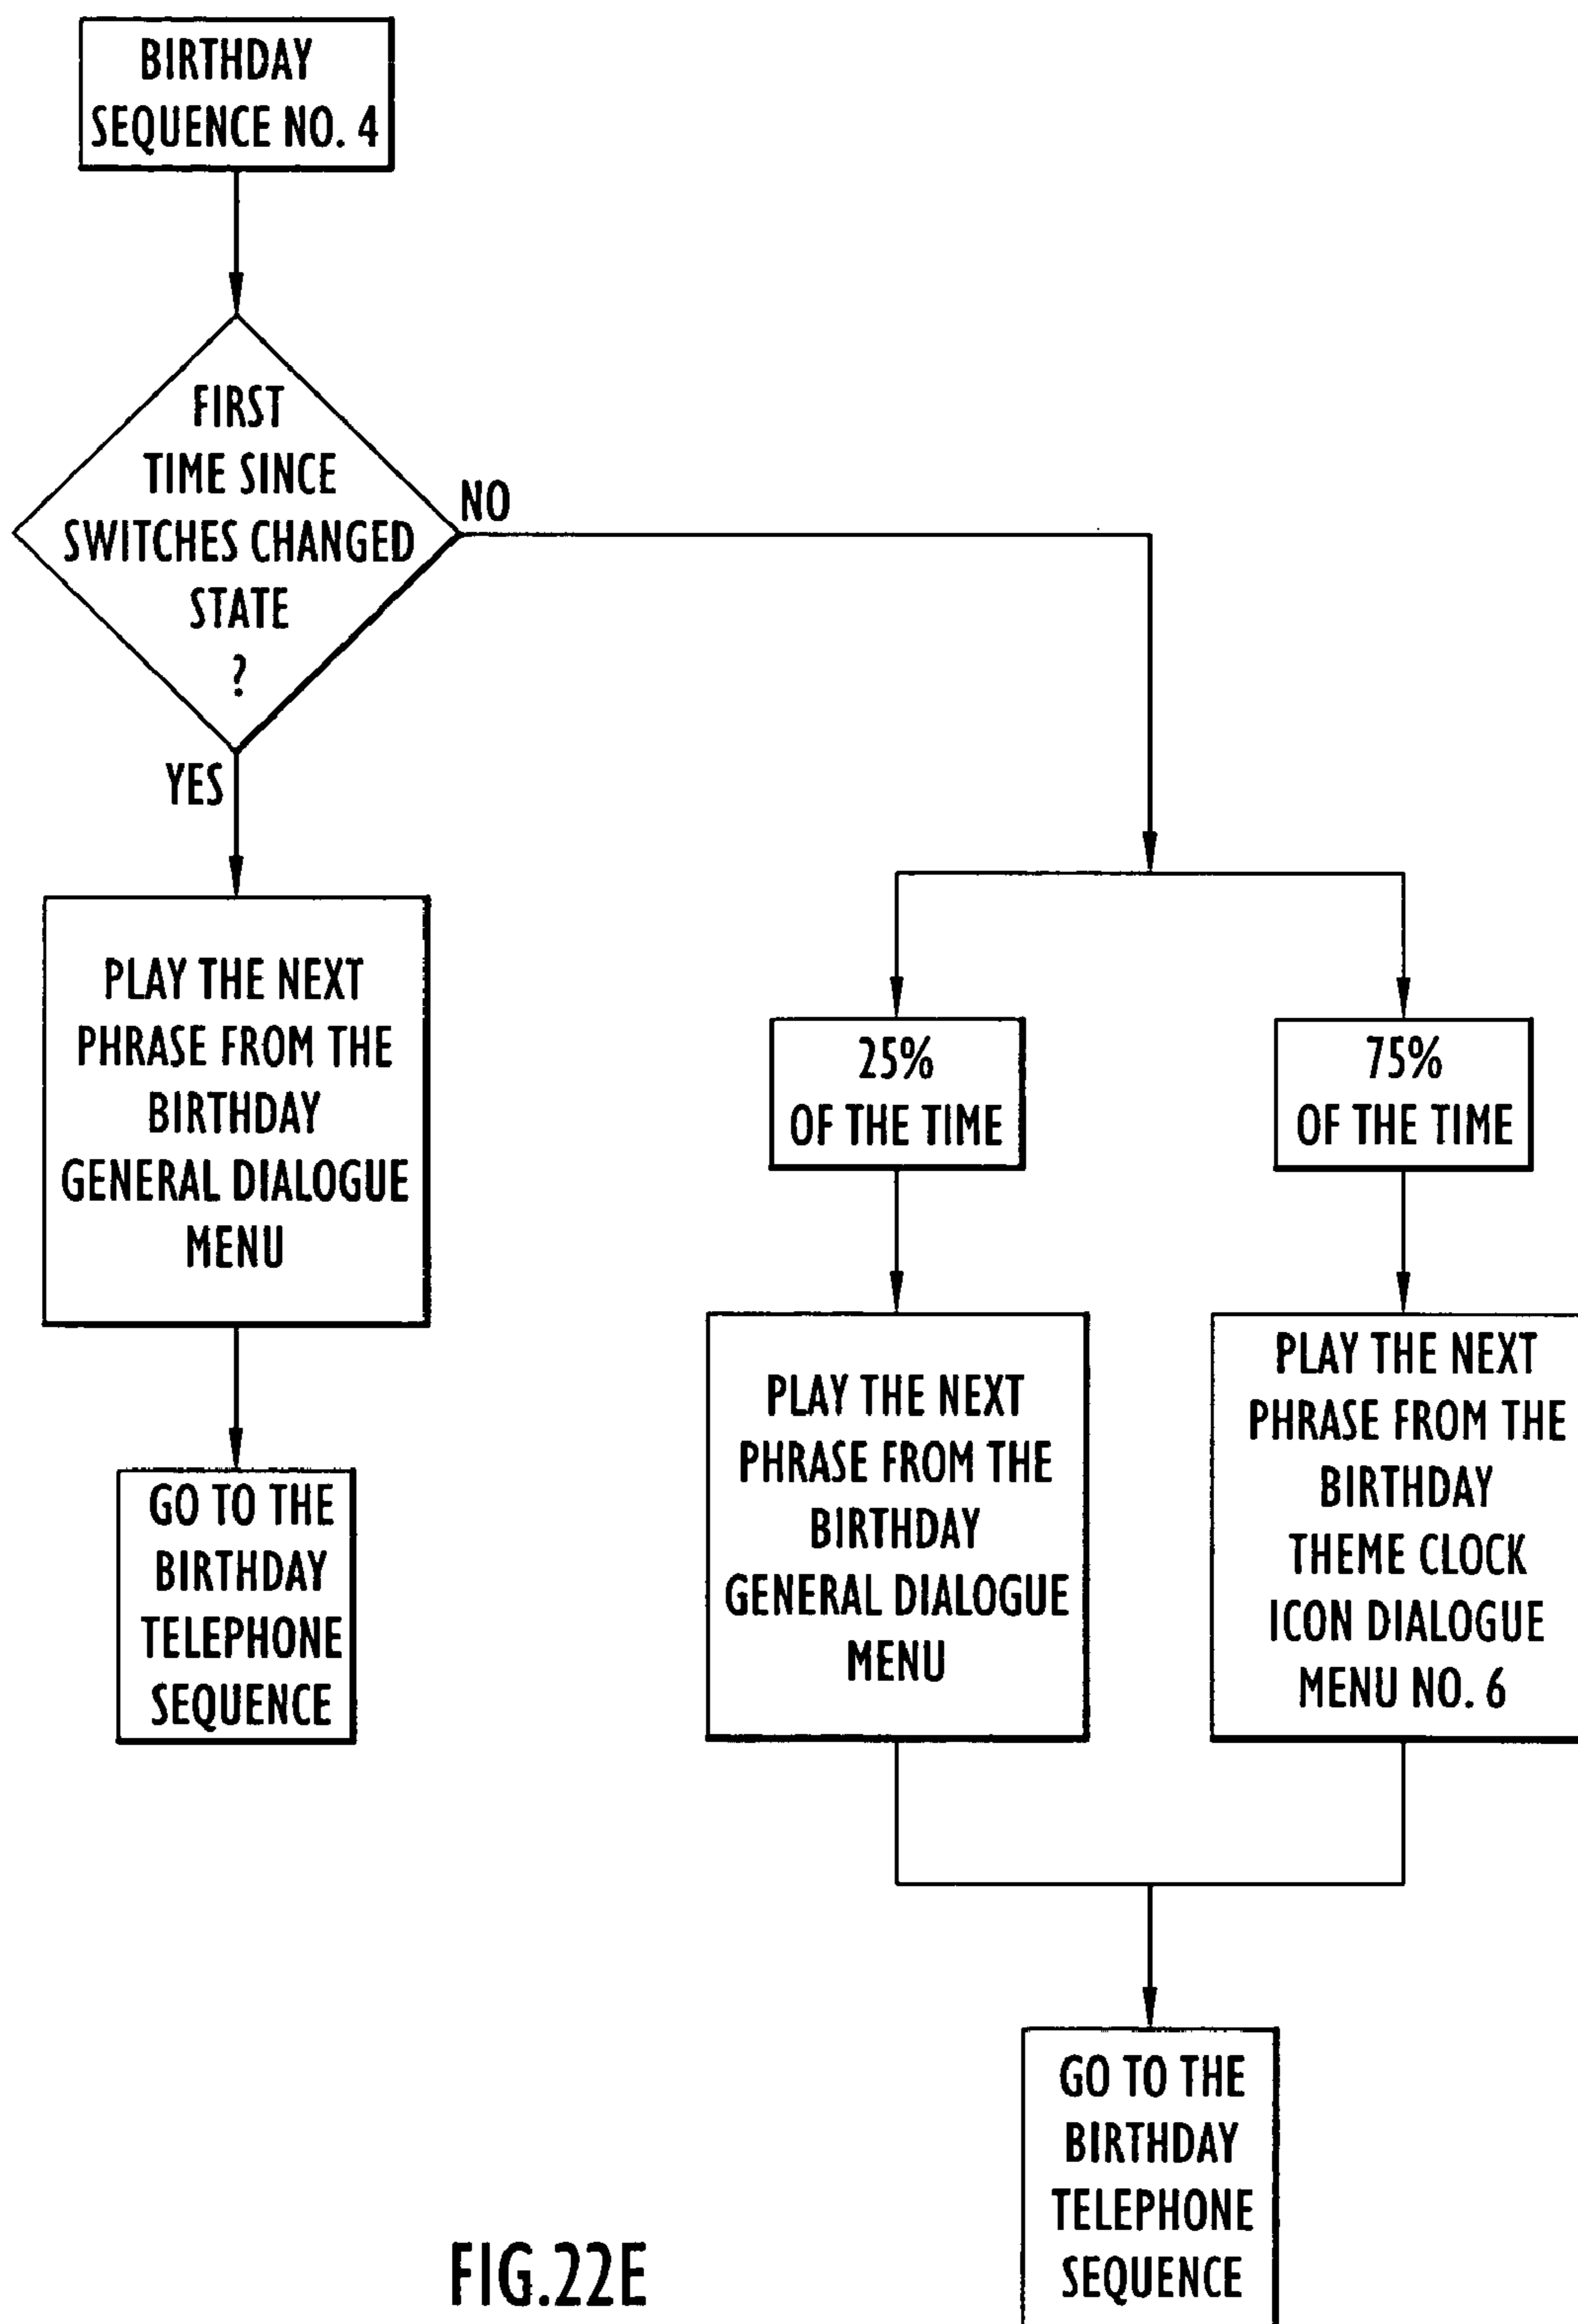 BIRTHDAY
SEQUENCE NO. 4
FIRST
TIME SINCE
SWITCHES CHANGED
STATE
?
NO
YES
PLAY THE NEXT
PHRASE FROM THE
BIRTHDAY
GENERAL DIALOGUE
MENU
GO TO THE
BIRTHDAY
TELEPHONE
SEQUENCE
25%
OF THE TIME
75%
OF THE TIME
PLAY THE NEXT
PHRASE FROM THE
BIRTHDAY
GENERAL DIALOGUE
MENU
PLAY THE NEXT
PHRASE FROM THE
BIRTHDAY
THEME CLOCK
ICON DIALOGUE
MENU NO. 6
GO TO THE
BIRTHDAY
TELEPHONE
SEQUENCE
FIG.22E